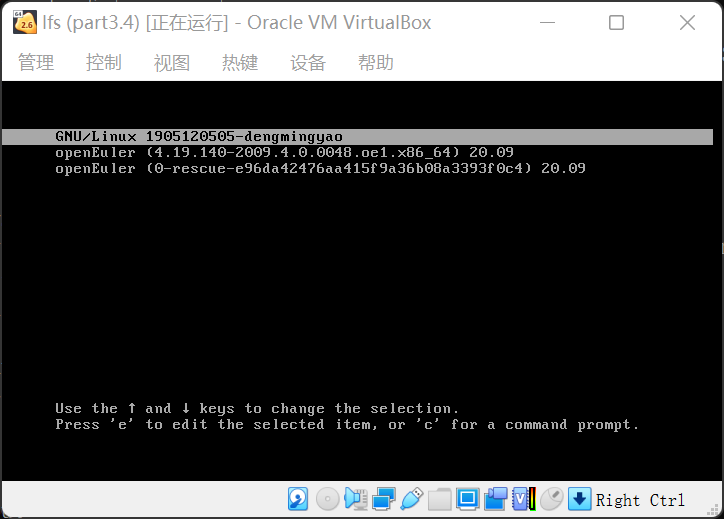 64
2.6
lfs (part3.4) [正在运行] - Oracle VM VirtualBox
管理 控制 视图 热键 设备 帮助
GNU/Linux 1905120505-dengmingyao
openEuler (4.19.140-2009.4.0.0048.oe1.x86_64) 20.09
openEuler (0-rescue-e96da42476aa415f9a36b08a3393f0c4) 20.09
Use the ↑ and ↓ keys to change the selection.
Press 'e' to edit the selected item, or 'c' for a command prompt.
Right Ctrl